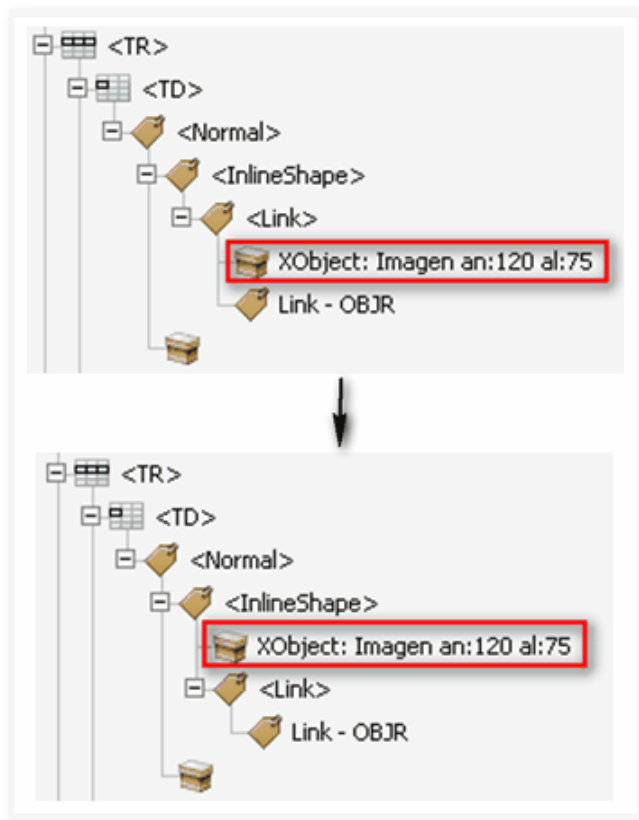 <TR>
<TD>
<Normal>
<InlineShape>
<Link>
XObject: Imagen an:120 al:75
Link - OBJR
<TR>
<TD>
<Normal>
<InlineShape>
XObject: Imagen an:120 al:75
<Link>
Link - OBJR